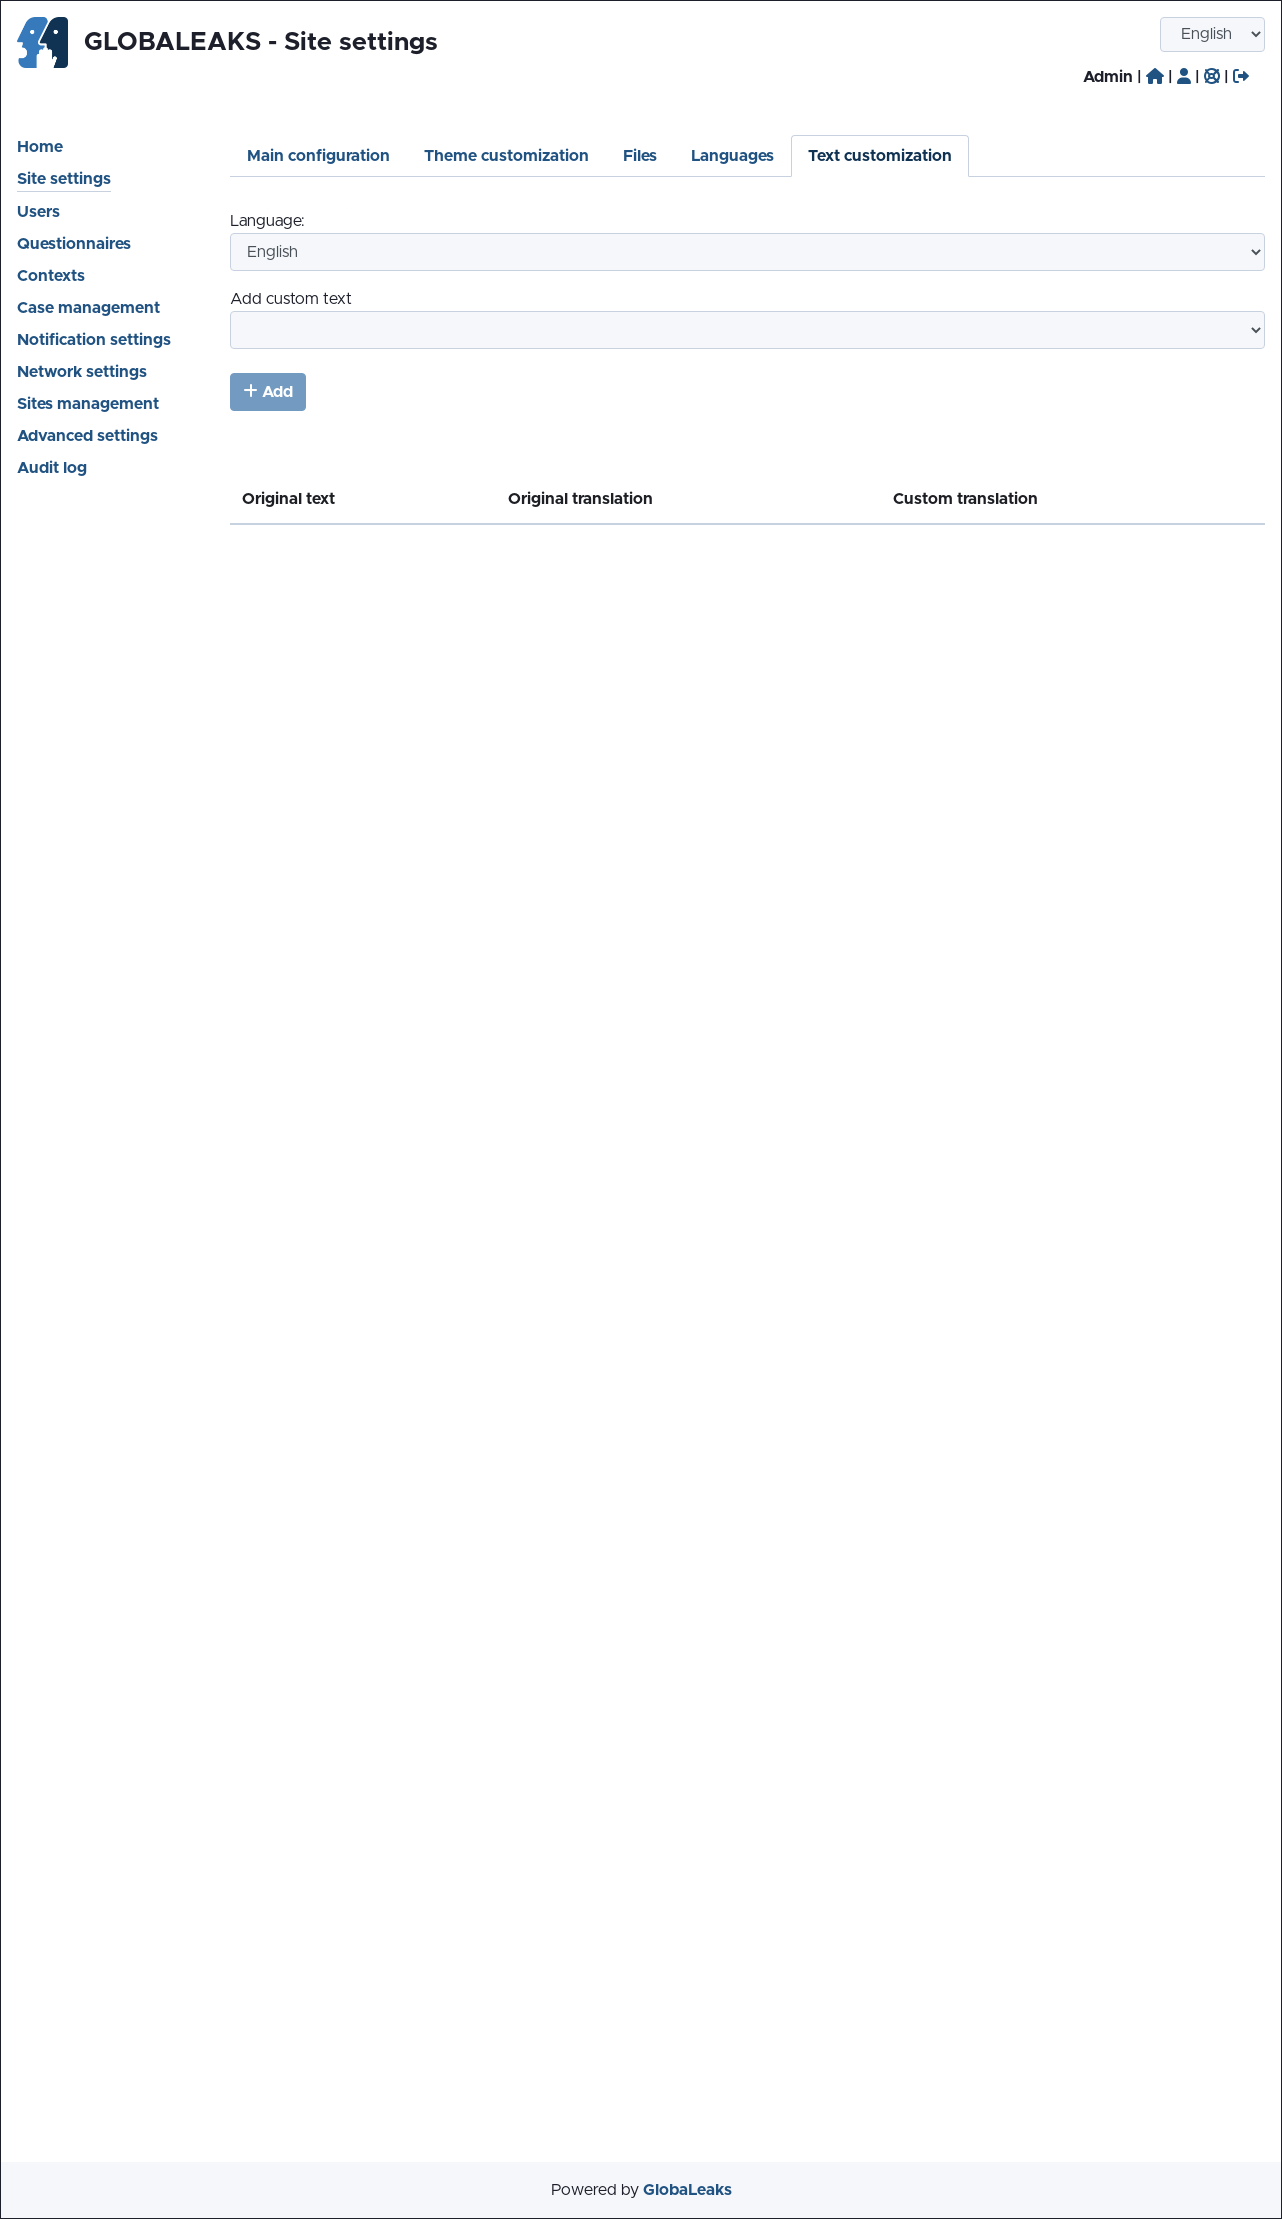 GLOBALEAKS - Site settings
English
Admin | | | |
Home
Site settings
Users
Questionnaires
Contexts
Case management
Notification settings
Network settings
Sites management
Advanced settings
Audit log
Main configuration Theme customization Files Languages Text customization
Language:
English
Add custom text
+ Add
Original text Original translation Custom translation
Powered by GlobaLeaks